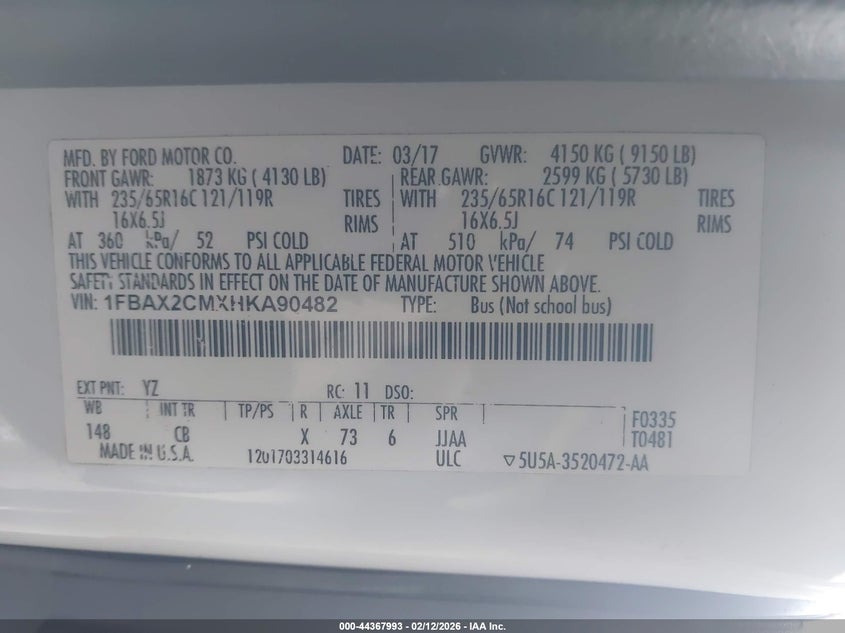 MFD. BY FORD MOTOR CO. DATE: 03/17 GVWR: 4150 KG ( 9150 LB)
FRONT GAWR: 1873 KG ( 4130 LB) REAR GAWR: 2599 KG ( 5730 LB)
WITH 235/65R16C 121/119R TIRES WITH 235/65R16C 121/119R TIRES
16X6.5J RIMS 16X6.5J RIMS
AT 360 kPa/ 52 PSI COLD AT 510 kPa/ 74 PSI COLD
THIS VEHICLE CONFORMS TO ALL APPLICABLE FEDERAL MOTOR VEHICLE
SAFETY STANDARDS IN EFFECT ON THE DATE OF MANUFACTURE SHOWN ABOVE.
VIN: 1FBAX2CMXHKA90482 TYPE: Bus (Not school bus)
EXT PNT: YZ RC: 11 DSO:
WB INT TR TP/PS R AXLE TR SPR F0335
148 CB X 73 6 JJAA T0481
MADE IN U.S.A. 1201703314616 ULC ▽5U5A-3520472-AA
000-44367993 - 02/12/2026 - IAA Inc.